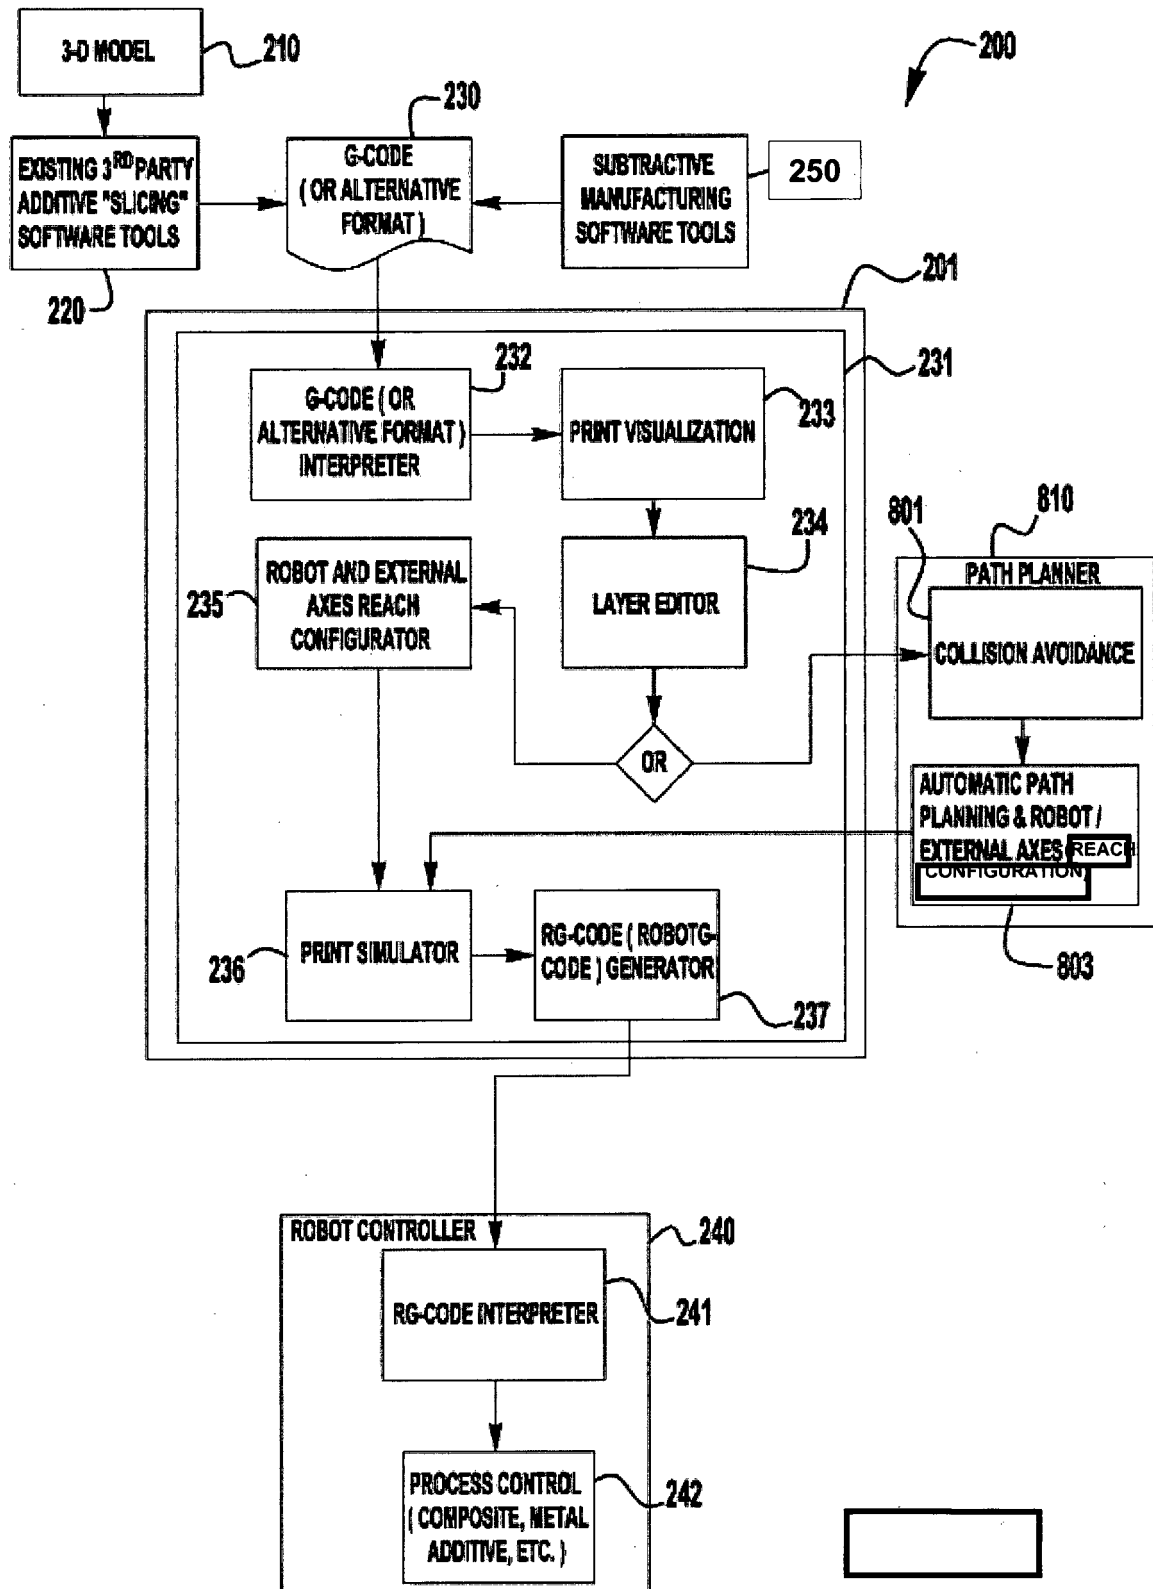 3-D MODEL
210
200
230
EXISTING 3RD PARTY
ADDITIVE "SLICING"
SOFTWARE TOOLS
220
G-CODE
( OR ALTERNATIVE
FORMAT )
SUBTRACTIVE
MANUFACTURING
SOFTWARE TOOLS
250
201
231
G-CODE ( OR
ALTERNATIVE FORMAT )
INTERPRETER
232
PRINT VISUALIZATION
233
ROBOT AND EXTERNAL
AXES REACH
CONFIGURATOR
235
LAYER EDITOR
234
OR
801
810
PATH PLANNER
COLLISION AVOIDANCE
AUTOMATIC PATH
PLANNING & ROBOT /
EXTERNAL AXES (REACH
CONFIGURATION)
803
PRINT SIMULATOR
236
RG-CODE ( ROBOTG-
CODE ) GENERATOR
237
ROBOT CONTROLLER
240
RG-CODE INTERPRETER
241
PROCESS CONTROL
( COMPOSITE, METAL
ADDITIVE, ETC. )
242